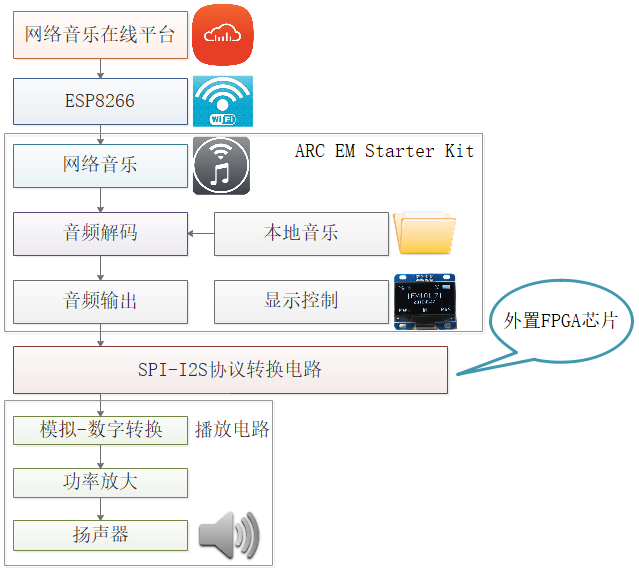 网络音乐在线平台
ESP8266
WiFi
ARC EM Starter Kit
网络音乐
音频解码
本地音乐
音频输出
显示控制
外置FPGA芯片
SPI-I2S协议转换电路
模拟-数字转换
播放电路
功率放大
扬声器